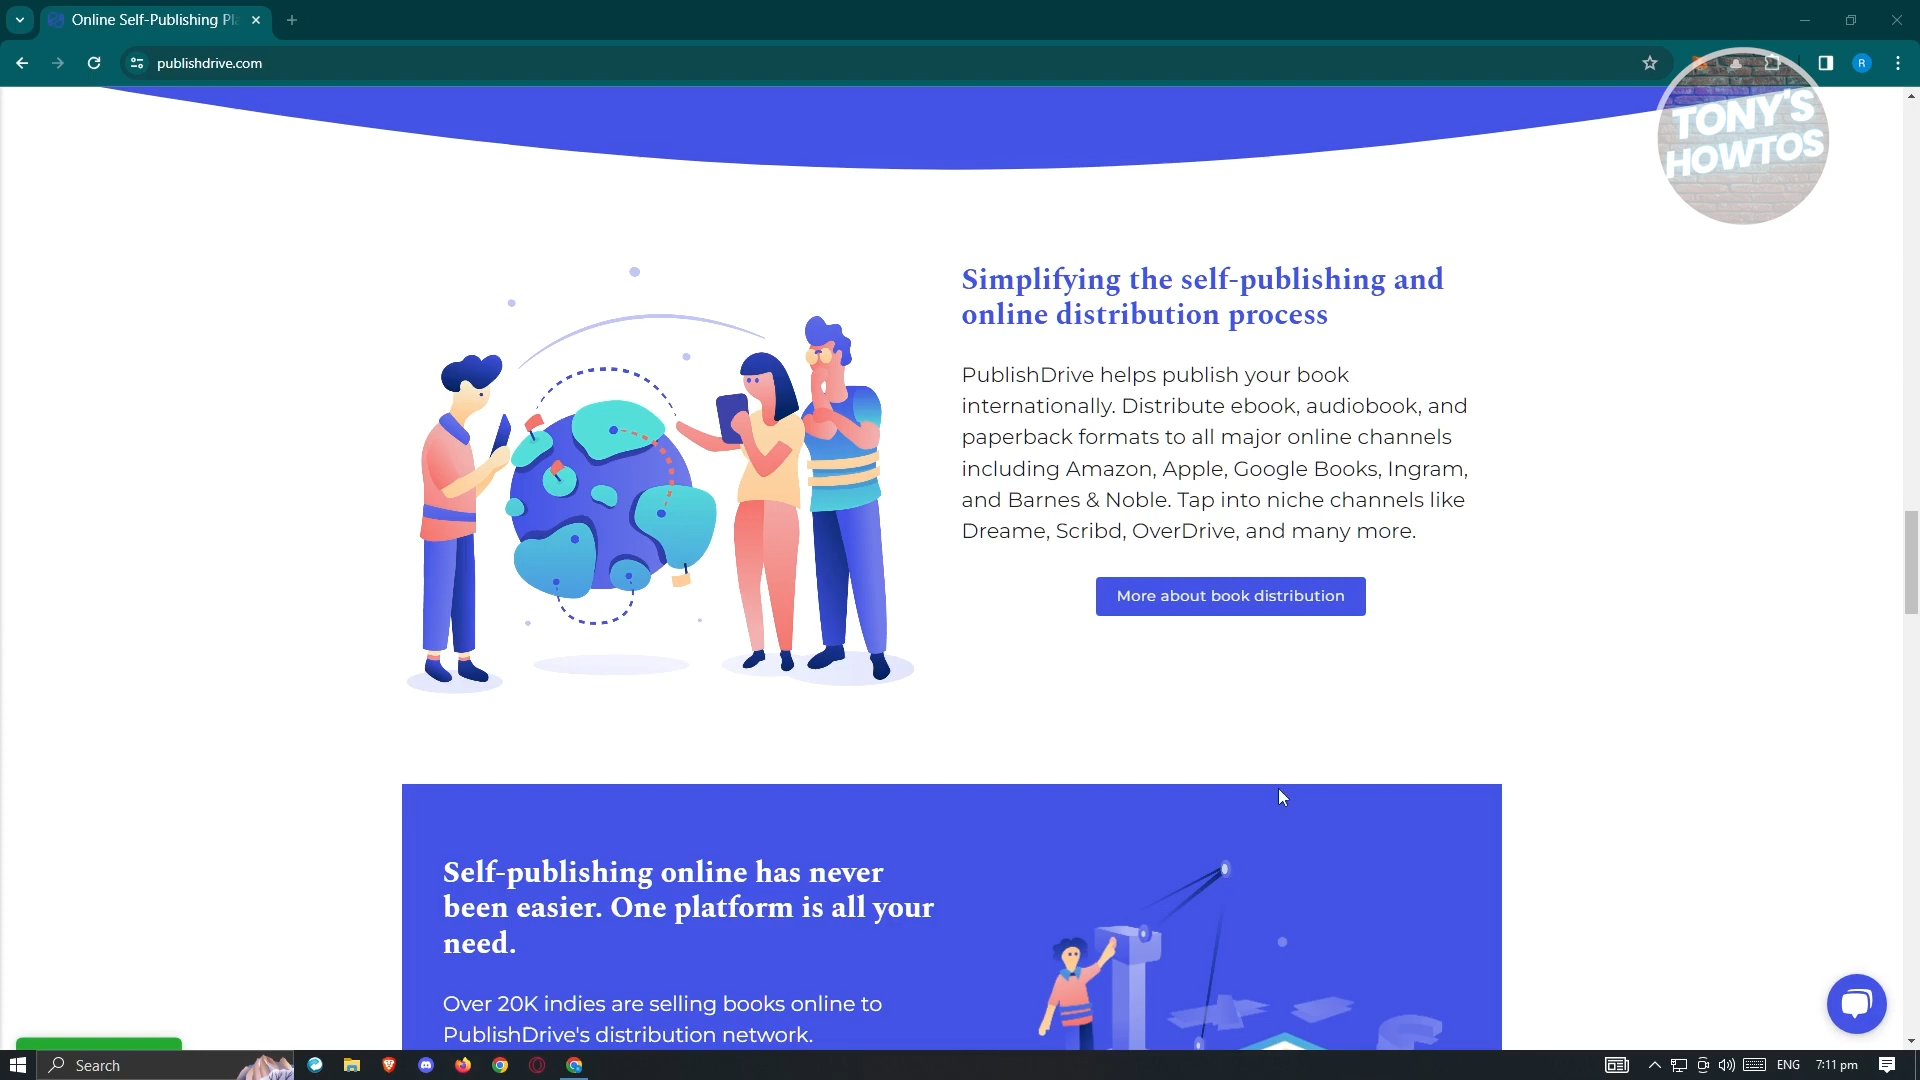 Online Self-Publishing Pla
publishdrive.com
R
TONY'S
HOWTOS
Simplifying the self-publishing and
online distribution process
PublishDrive helps publish your book
internationally. Distribute ebook, audiobook, and
paperback formats to all major online channels
including Amazon, Apple, Google Books, Ingram,
and Barnes & Noble. Tap into niche channels like
Dreame, Scribd, OverDrive, and many more.
More about book distribution
Self-publishing online has never
been easier. One platform is all your
need.
Over 20K indies are selling books online to
PublishDrive's distribution network.
Search
ENG
7:11 pm